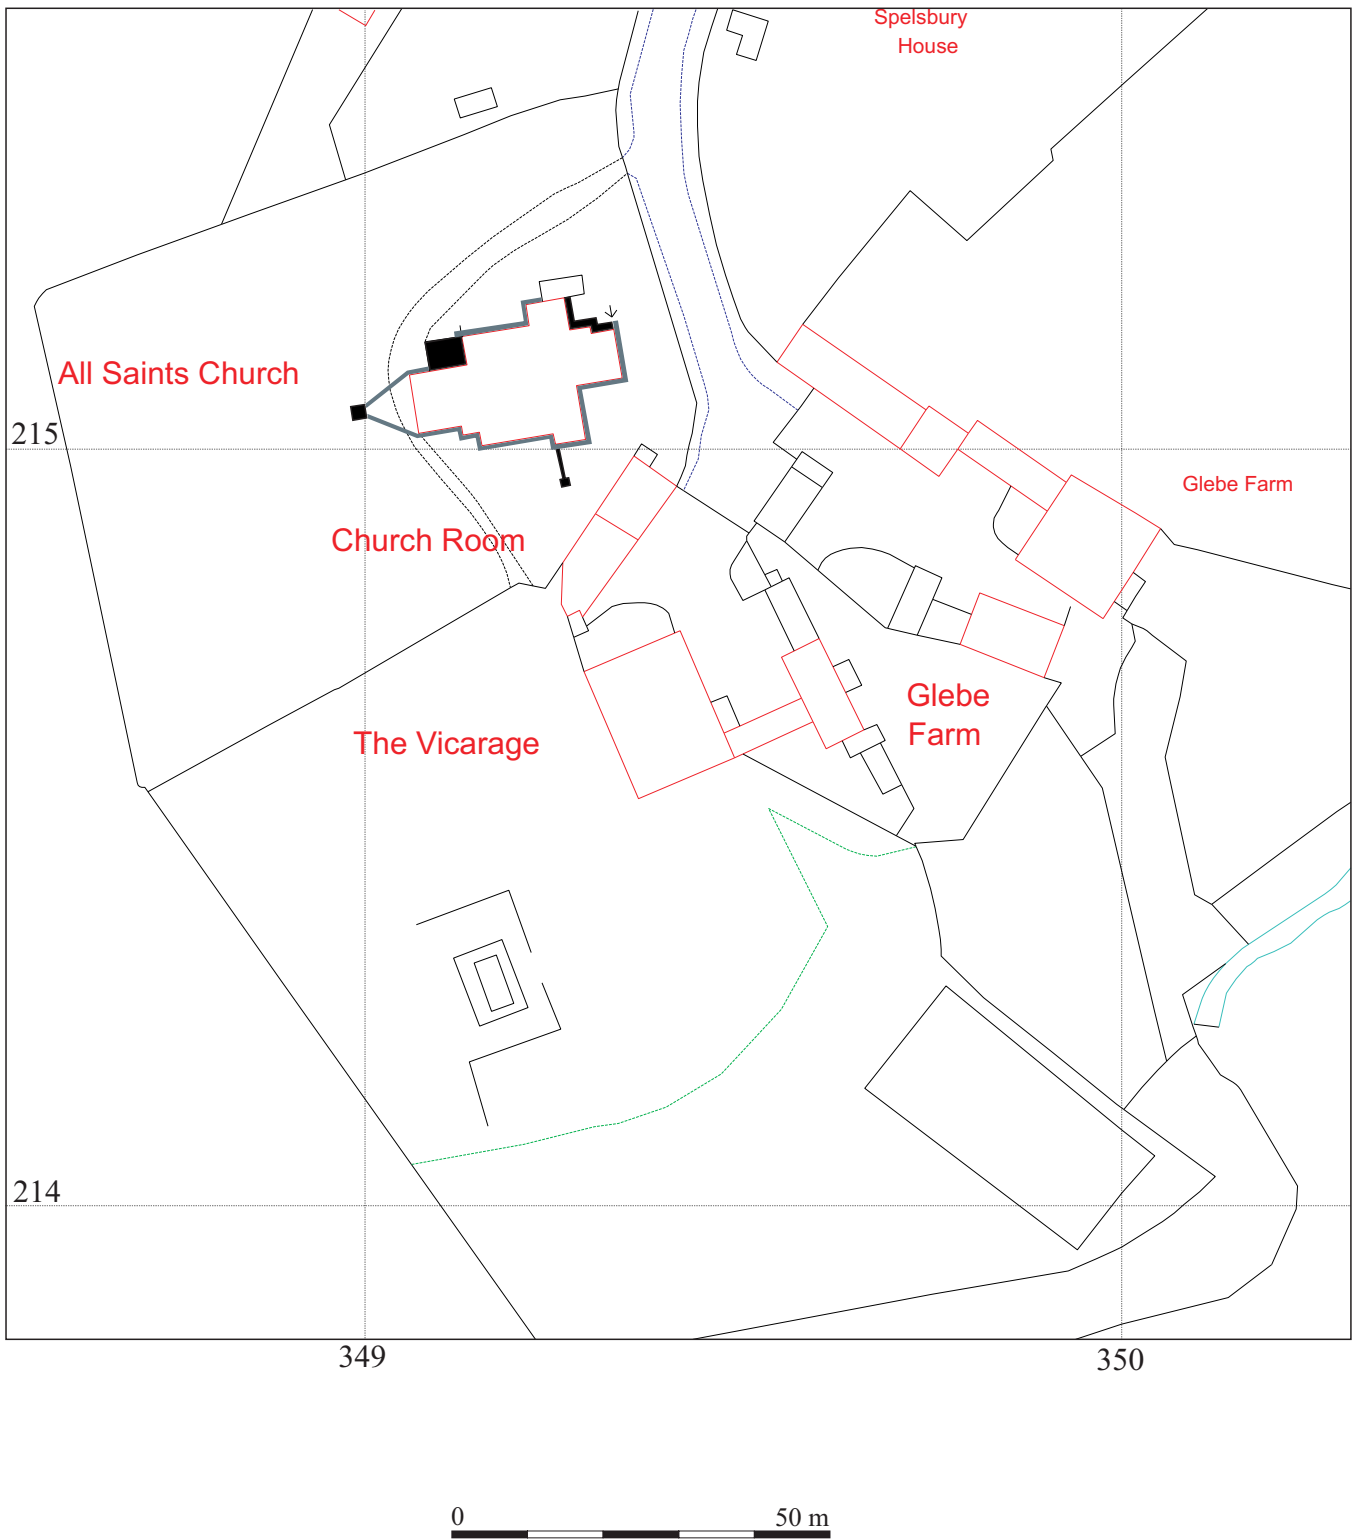 Spelsbury
House
All Saints Church
215
Glebe Farm
Church Room
Glebe
Farm
The Vicarage
214
349
350
0
50 m